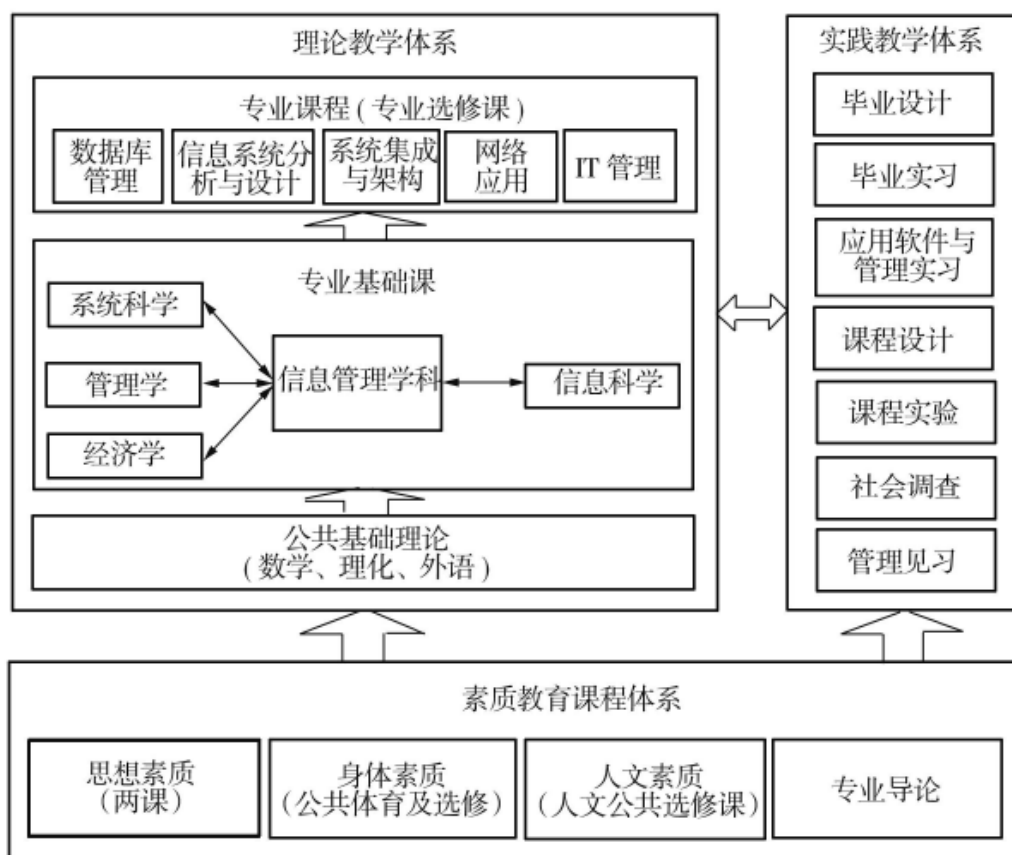 理论教学体系
专业课程(专业选修课)
数据库
管理
信息系统分
析与设计
系统集成
与架构
网络
应用
IT 管理
专业基础课
系统科学
管理学
经济学
信息管理学科
信息科学
公共基础理论
(数学、理化、外语)
实践教学体系
毕业设计
毕业实习
应用软件与
管理实习
课程设计
课程实验
社会调查
管理见习
素质教育课程体系
思想素质
(两课)
身体素质
(公共体育及选修)
人文素质
(人文公共选修课)
专业导论